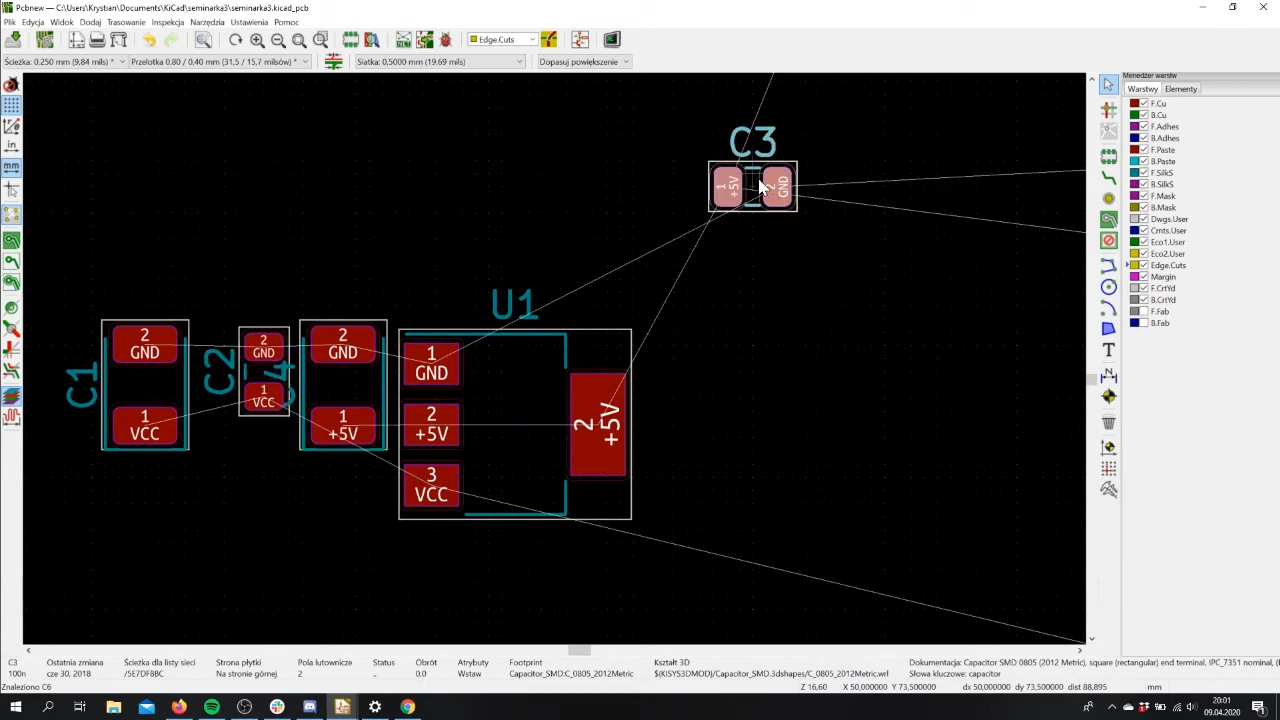 Pcbnew — C:\Users\Krystian\Documents\KiCad\seminarka3\seminarka3.kicad_pcb
Plik Edycja Widok Dodaj Trasowanie Inspekcja Narzędzia Ustawienia Pomoc
Edge.Cuts
Ścieżka: 0,250 mm (9,84 mils) * Przelotka 0,80 / 0,40 mm (31,5 / 15,7 milsów) * Siatka: 0,5000 mm (19,69 mils) Dopasuj powiększenie
Menedżer warstw
Warstwy Elementy
F.Cu
B.Cu
F.Adhes
B.Adhes
F.Paste
B.Paste
F.SilkS
B.SilkS
F.Mask
B.Mask
Dwgs.User
Cmts.User
Eco1.User
Eco2.User
Edge.Cuts
Margin
F.CrtYd
B.CrtYd
F.Fab
B.Fab
in
mm
C3
1 +5V
2 GND
U1
C1
2
GND
1
VCC
C2
2
GND
1
VCC
C4
2
GND
1
+5V
1
GND
2
+5V
3
VCC
2
+5V
C3 Ostatnia zmiana Ścieżka dla listy sieci Strona płytki Pola lutownicze Status Obrót Atrybuty Footprint Kształt 3D Dokumentacja: Capacitor SMD 0805 (2012 Metric), square (rectangular) end terminal, IPC_7351 nominal,
100n cze 30, 2018 /5E7DF8BC Na stronie górnej 2 .. 0,0 Wstaw Capacitor_SMD:C_0805_2012Metric ${KISYS3DMOD}/Capacitor_SMD.3dshapes/C_0805_2012Metric.wrl Słowa kluczowe: capacitor
Znaleziono C6 Z 16,60 X 50,000000 Y 73,500000 dx 50,000000 dy 73,500000 dist 88,895 mm
20:01
09.04.2020